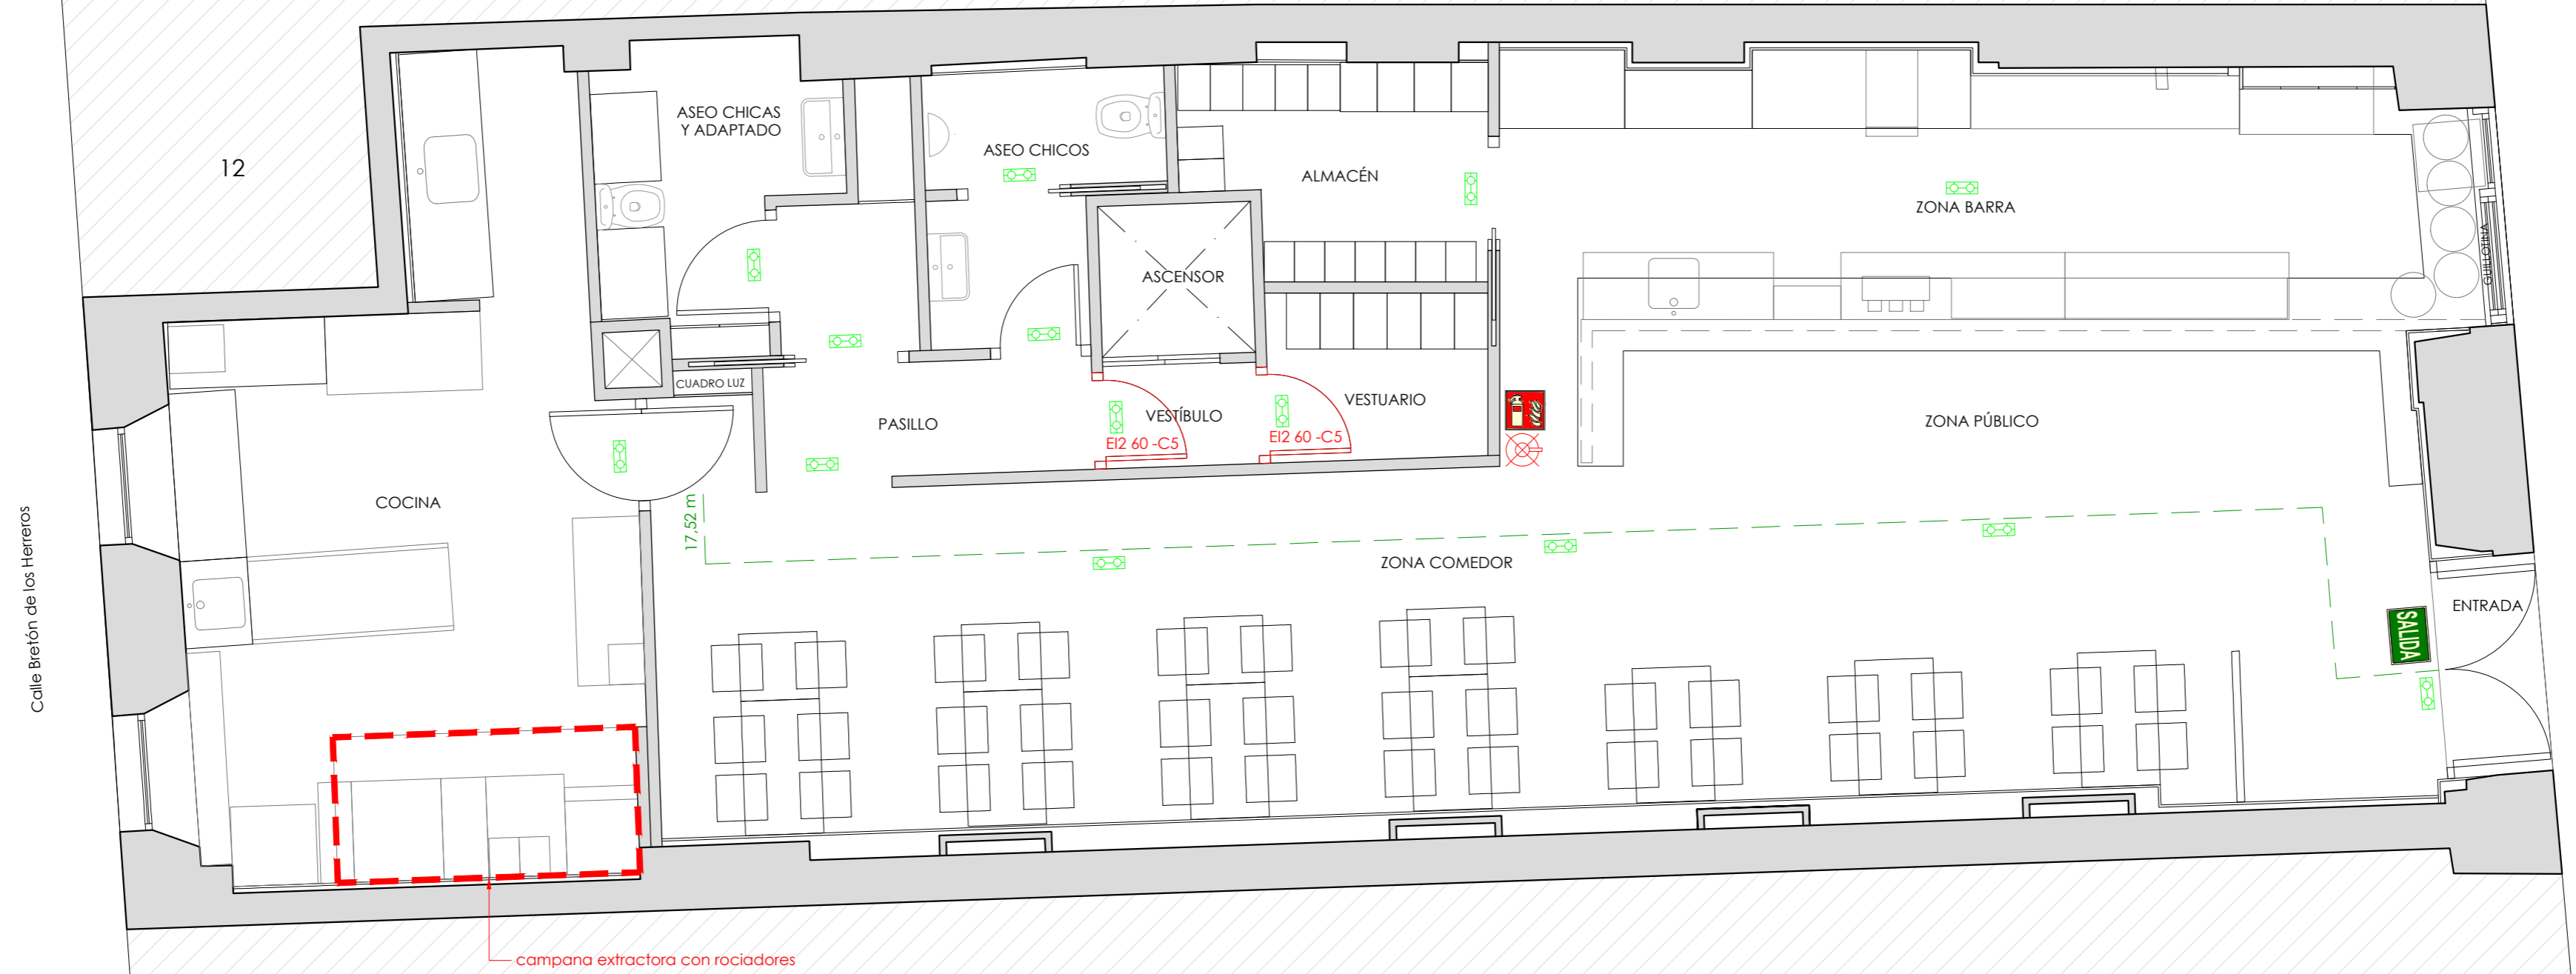 12
ASEO CHICAS
Y ADAPTADO
ASEO CHICOS
ALMACÉN
ZONA BARRA
GUILLOTINA
ASCENSOR
CUADRO LUZ
PASILLO
VESTÍBULO
VESTUARIO
ZONA PÚBLICO
EI2 60 -C5
EI2 60 -C5
COCINA
17,52 m
ZONA COMEDOR
ENTRADA
SALIDA
Calle Bretón de los Herreros
campana extractora con rociadores